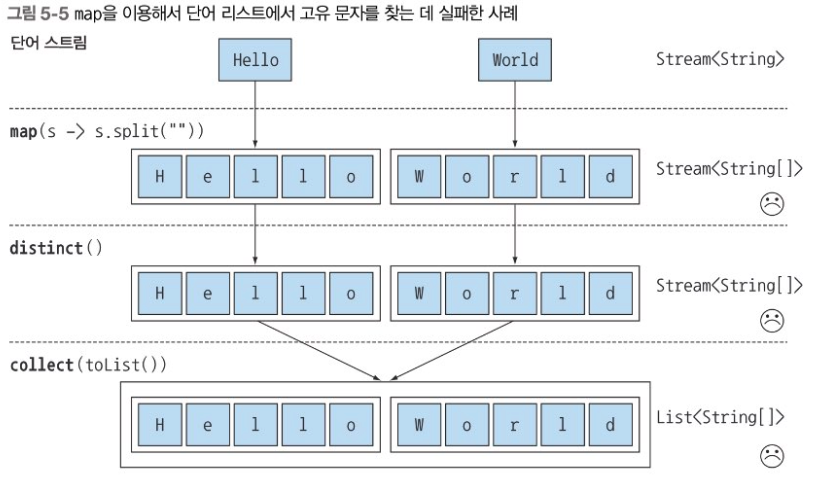 그림 5-5 map을 이용해서 단어 리스트에서 고유 문자를 찾는 데 실패한 사례
단어 스트림
Hello World Stream<String>
map(s -> s.split(""))
H e l l o W o r l d Stream<String[]>
distinct()
H e l l o W o r l d Stream<String[]>
collect(toList())
H e l l o W o r l d List<String[]>